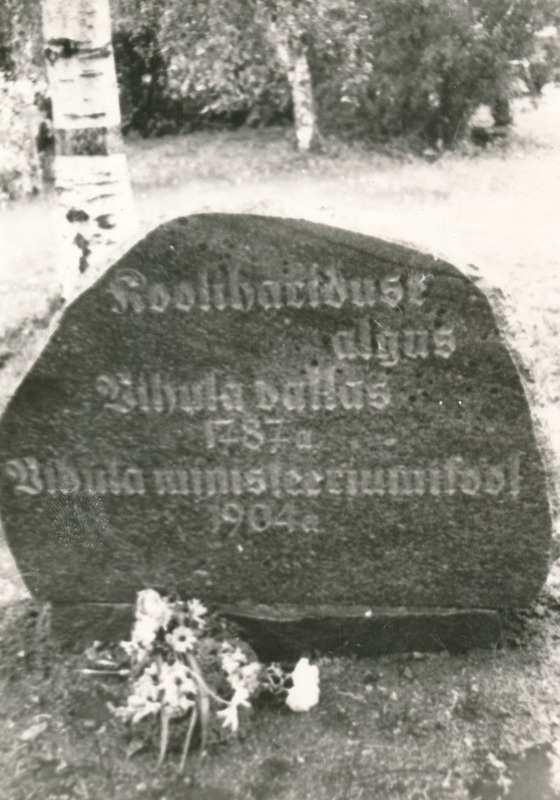 Koolihariduse
algus
Vihula vallas
1787 a
Vihula ministeeriumikool
1904 a